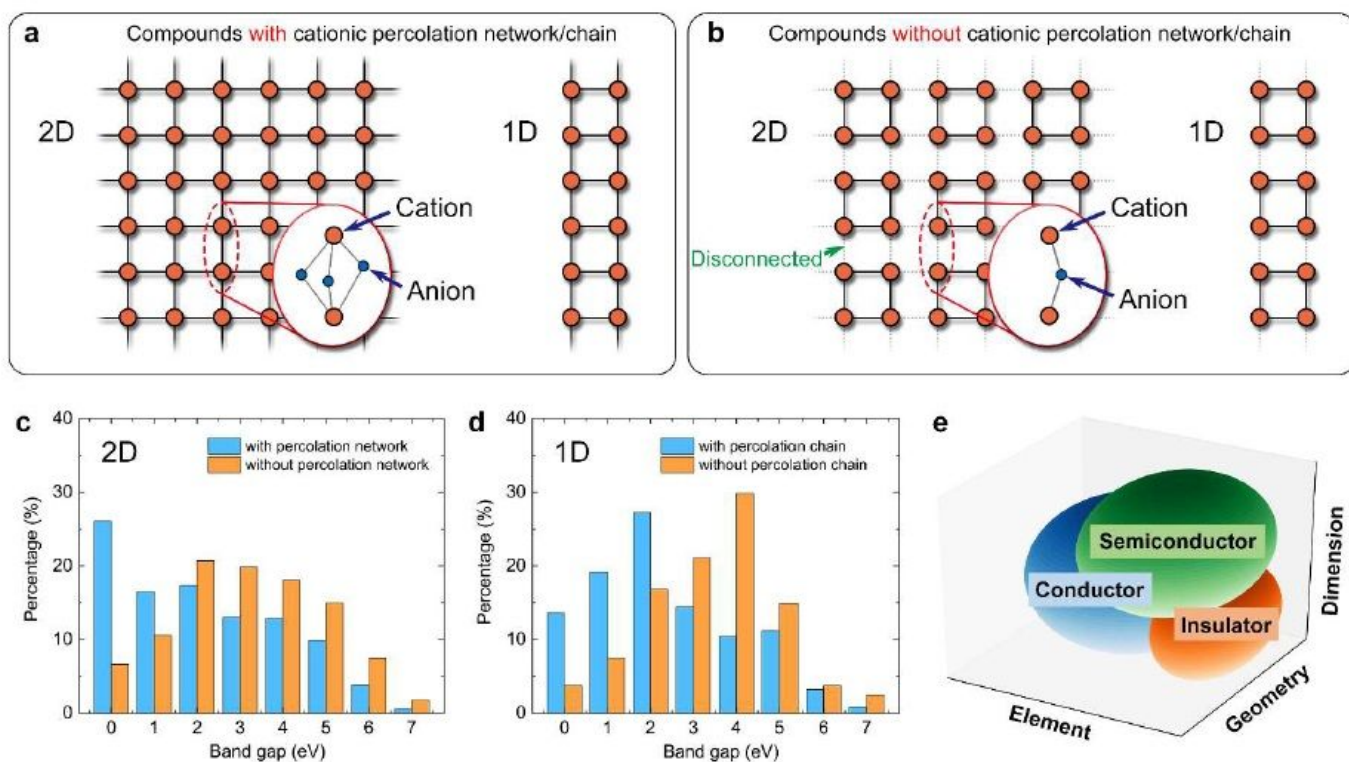 a
Compounds with cationic percolation network/chain
2D
1D
Cation
Anion
b
Compounds without cationic percolation network/chain
2D
1D
Disconnected
Cation
Anion
c
2D
with percolation network
without percolation network
Percentage (%)
40
30
20
10
0
0 1 2 3 4 5 6 7
Band gap (eV)
d
1D
with percolation chain
without percolation chain
Percentage (%)
40
30
20
10
0
0 1 2 3 4 5 6 7
Band gap (eV)
e
Semiconductor
Conductor
Insulator
Element
Geometry
Dimension